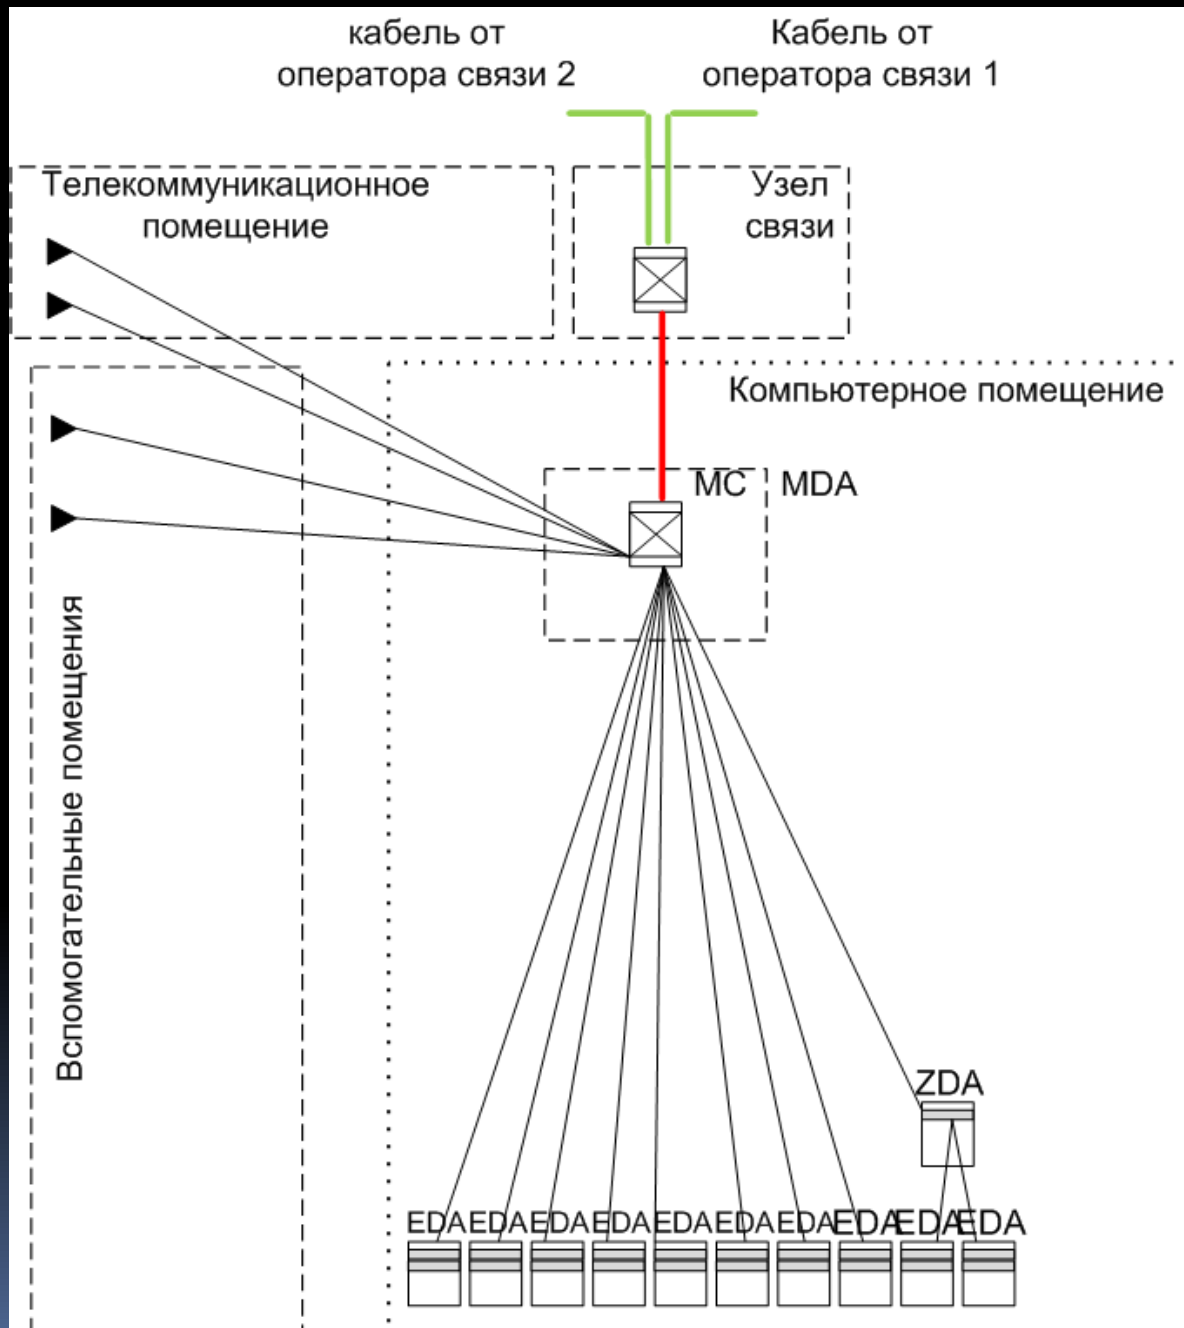 кабель от
оператора связи 2
Кабель от
оператора связи 1
Телекоммуникационное
помещение
Узел
связи
Компьютерное помещение
MC
MDA
Вспомогательные помещения
ZDA
EDA EDA EDA EDA EDA EDA EDA EDA EDA EDA